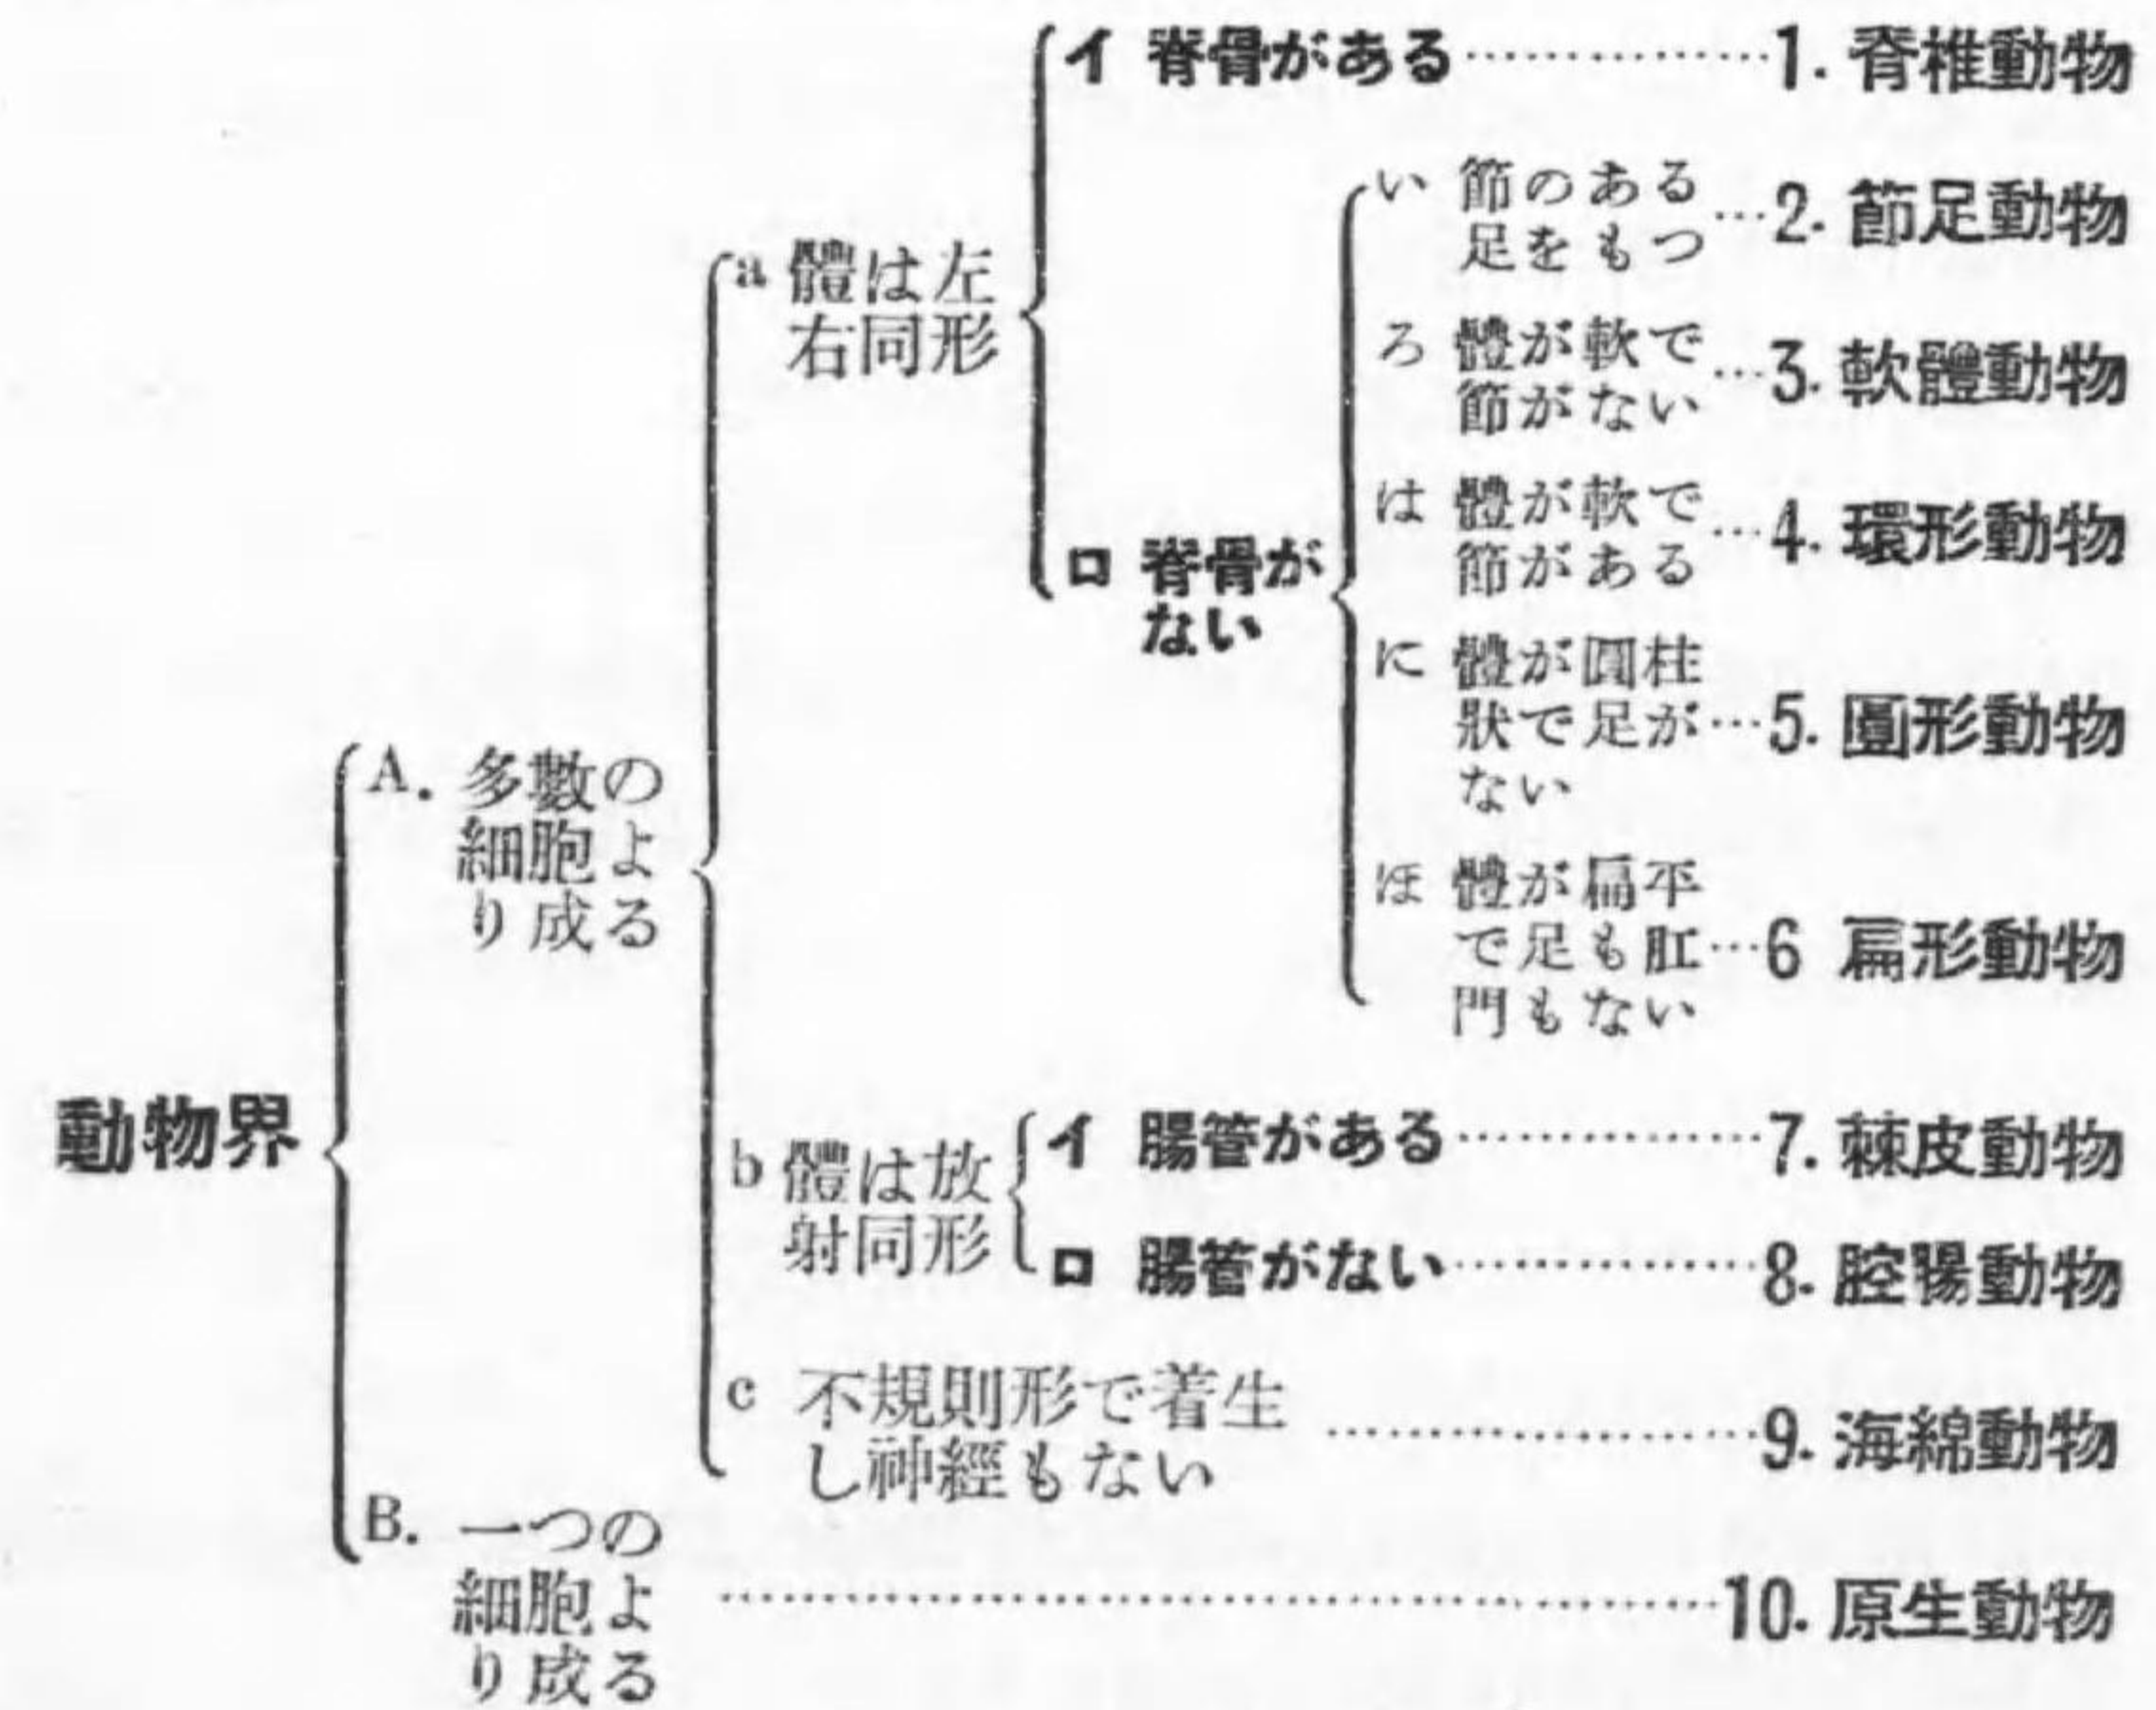 動物界
A. 多數の
細胞よ
り成る
a 體は左
右同形
イ 脊骨がある……………1. 脊椎動物
ロ 脊骨が
ない
い 節のある
足をもつ…2. 節足動物
ろ 體が軟で
節がない…3. 軟體動物
は 體が軟で
節がある…4. 環形動物
に 體が圓柱
狀で足が…5. 圓形動物
ない
ほ 體が扁平
で足も肛…6 扁形動物
門もない
b 體は放
射同形
イ 腸管がある……………7. 棘皮動物
ロ 腸管がない……………8. 腔腸動物
c 不規則形で着生
し神經もない………………9. 海綿動物
B. 一つの
細胞よ………………………………10. 原生動物
り成る